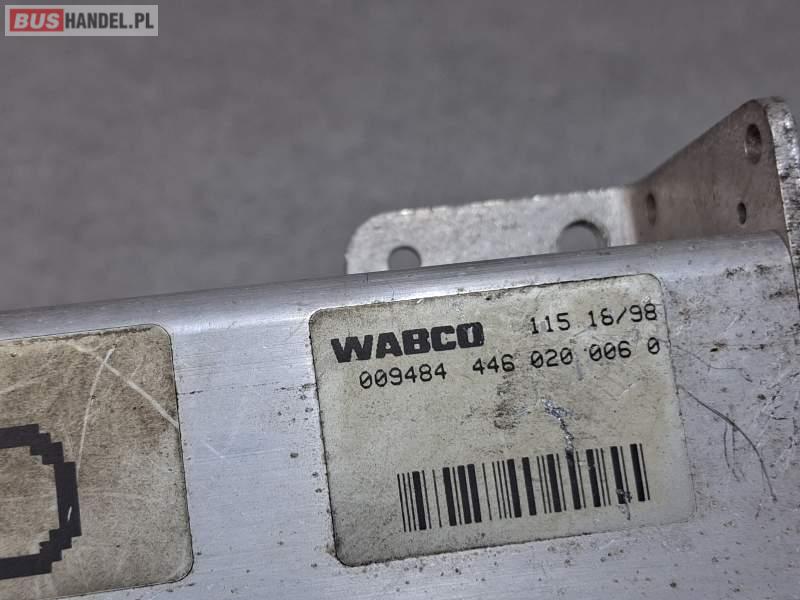 BUSHANDEL.PL
WABCO 115 16/98
009484 446 020 006 0